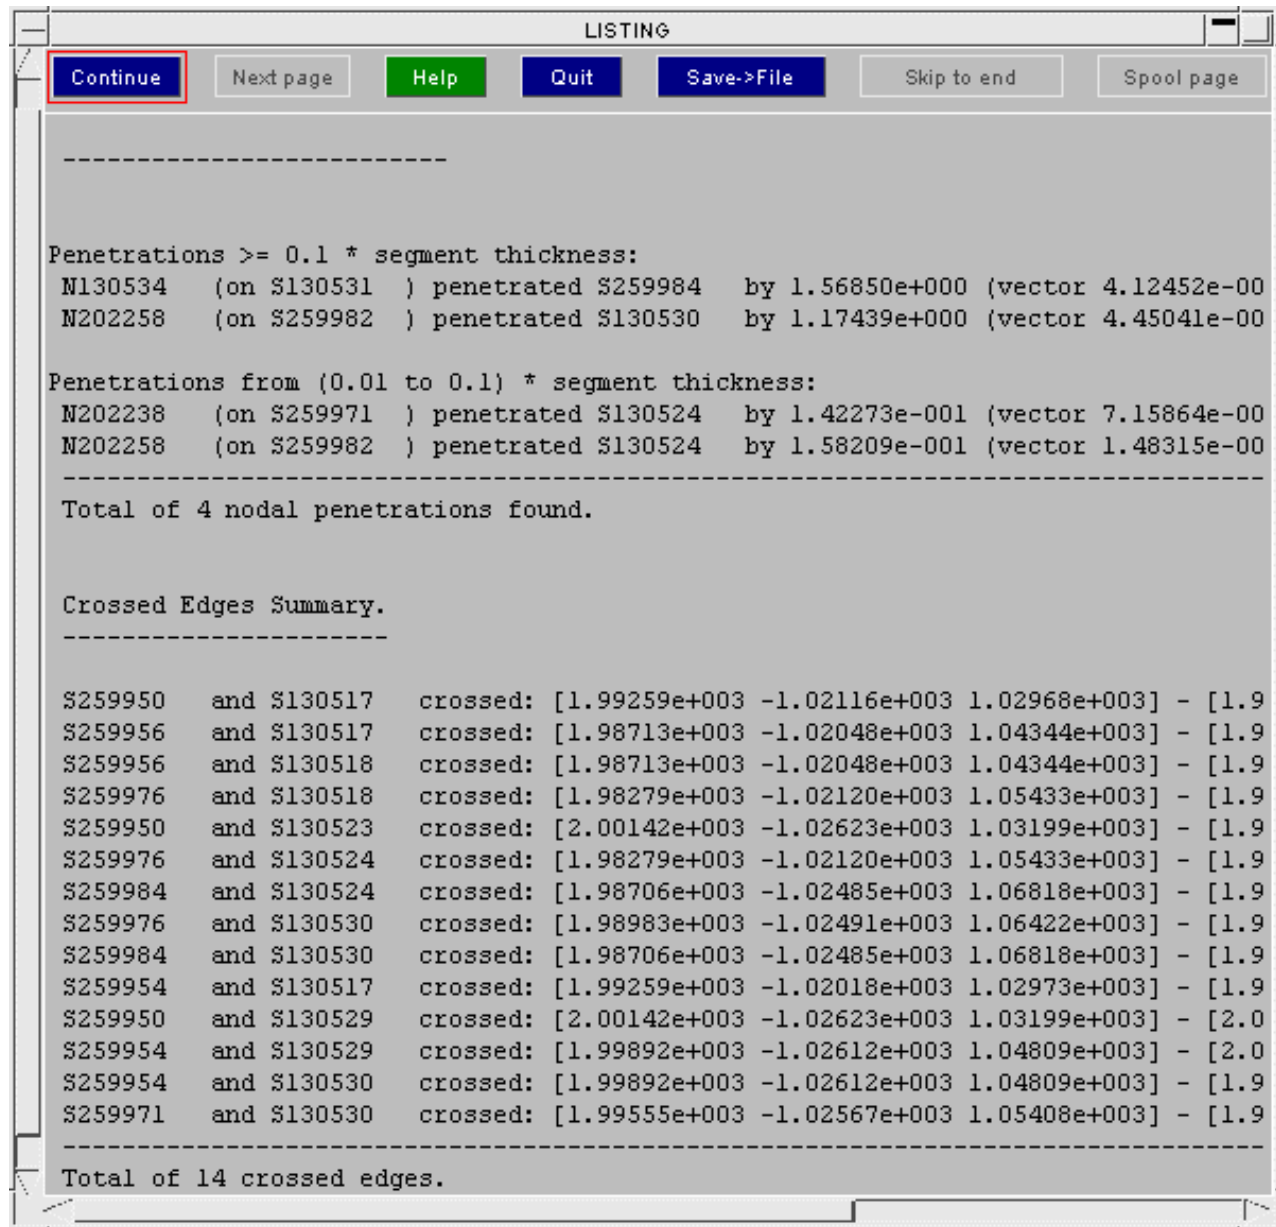 LISTING
Continue Next page Help Quit Save->File Skip to end Spool page
--------------------------
Penetrations >= 0.1 * segment thickness:
N130534 (on S130531 ) penetrated S259984 by 1.56850e+000 (vector 4.12452e-00
N202258 (on S259982 ) penetrated S130530 by 1.17439e+000 (vector 4.45041e-00
Penetrations from (0.01 to 0.1) * segment thickness:
N202238 (on S259971 ) penetrated S130524 by 1.42273e-001 (vector 7.15864e-00
N202258 (on S259982 ) penetrated S130524 by 1.58209e-001 (vector 1.48315e-00
---------------------------------------------------------------------------------
Total of 4 nodal penetrations found.
Crossed Edges Summary.
----------------------
S259950 and S130517 crossed: [1.99259e+003 -1.02116e+003 1.02968e+003] - [1.9
S259956 and S130517 crossed: [1.98713e+003 -1.02048e+003 1.04344e+003] - [1.9
S259956 and S130518 crossed: [1.98713e+003 -1.02048e+003 1.04344e+003] - [1.9
S259976 and S130518 crossed: [1.98279e+003 -1.02120e+003 1.05433e+003] - [1.9
S259950 and S130523 crossed: [2.00142e+003 -1.02623e+003 1.03199e+003] - [1.9
S259976 and S130524 crossed: [1.98279e+003 -1.02120e+003 1.05433e+003] - [1.9
S259984 and S130524 crossed: [1.98706e+003 -1.02485e+003 1.06818e+003] - [1.9
S259976 and S130530 crossed: [1.98983e+003 -1.02491e+003 1.06422e+003] - [1.9
S259984 and S130530 crossed: [1.98706e+003 -1.02485e+003 1.06818e+003] - [1.9
S259954 and S130517 crossed: [1.99259e+003 -1.02018e+003 1.02973e+003] - [1.9
S259950 and S130529 crossed: [2.00142e+003 -1.02623e+003 1.03199e+003] - [2.0
S259954 and S130529 crossed: [1.99892e+003 -1.02612e+003 1.04809e+003] - [2.0
S259954 and S130530 crossed: [1.99892e+003 -1.02612e+003 1.04809e+003] - [1.9
S259971 and S130530 crossed: [1.99555e+003 -1.02567e+003 1.05408e+003] - [1.9
---------------------------------------------------------------------------------
Total of 14 crossed edges.